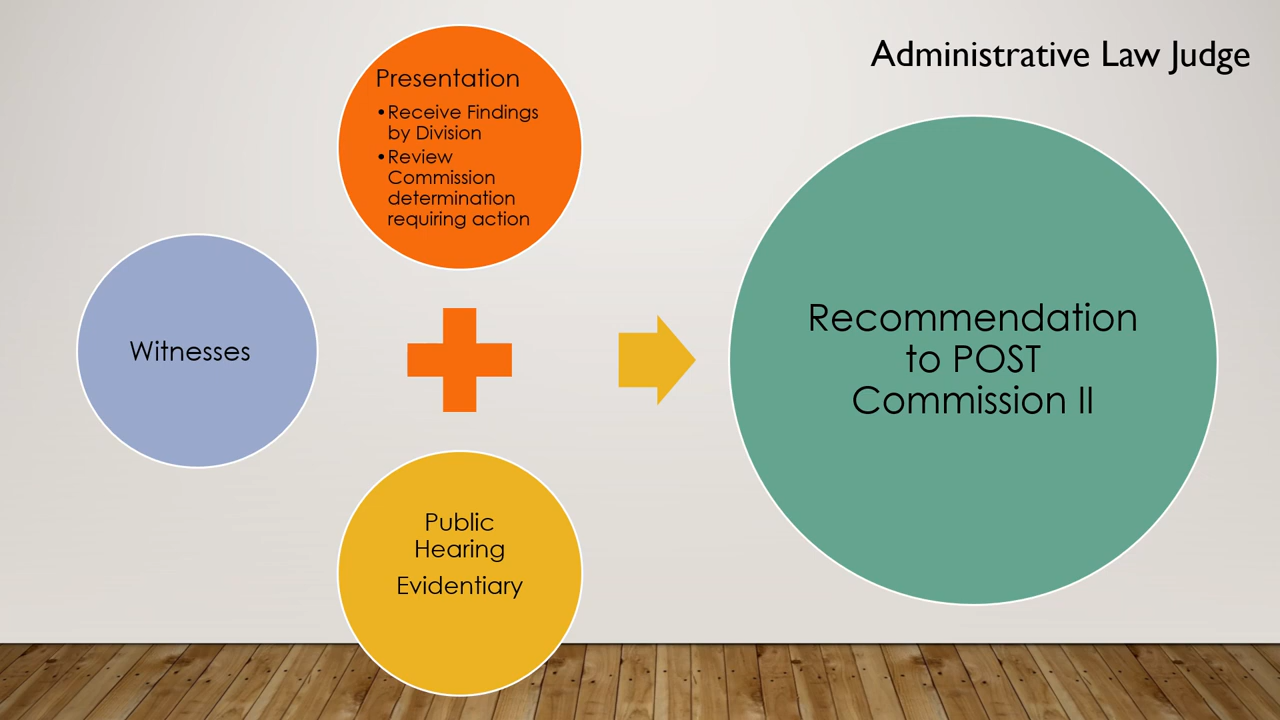 Administrative Law Judge
Presentation
•Receive Findings
by Division
•Review
Commission
determination
requiring action
Witnesses
Public
Hearing
Evidentiary
Recommendation
to POST
Commission II